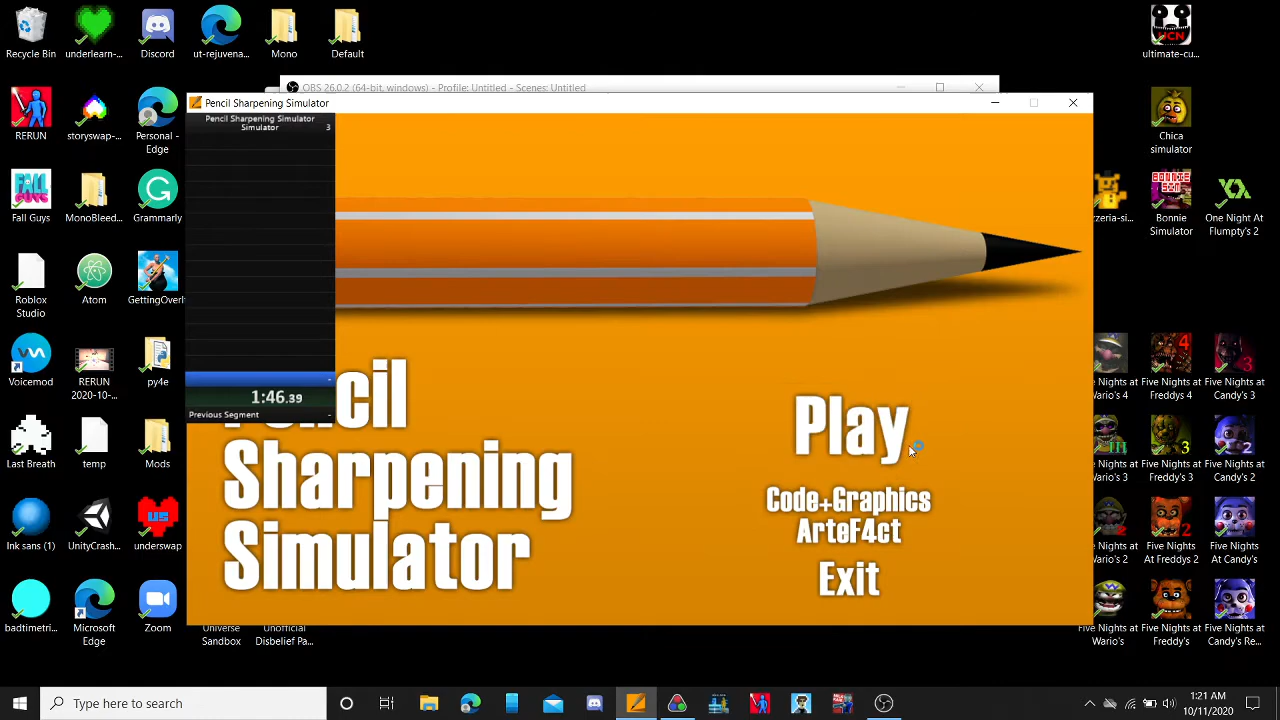 Recycle Bin
underlearn-...
Discord
ut-rejuvena...
Mono
Default
ultimate-cu...
OBS 26.0.2 (64-bit, windows) - Profile: Untitled - Scenes: Untitled
Pencil Sharpening Simulator
Pencil Sharpening Simulator
Simulator
3
RERUN
storyswap-...
Personal -
Edge
Chica
simulator
Fall Guys
MonoBleed...
Grammarly
zzeria-si...
Bonnie
Simulator
One Night At
Flumpty's 2
Roblox
Studio
Atom
GettingOverI
Voicemod
RERUN
2020-10-...
py4e
1:46.39
Previous Segment
-
cil
Sharpening
Simulator
Play
Code+Graphics
ArteF4ct
Exit
Nights at
Wario's 4
Five Nights at
Freddy's 4
Five Nights at
Candy's 3
Last Breath
temp
Mods
Nights at
Wario's 3
Five Nights at
Freddy's 3
Five Nights at
Candy's 2
Ink sans (1)
UnityCrash...
underswap
Nights at
Wario's 2
Five Nights
At Freddys 2
Five Nights
At Candy's
badtimetri...
Microsoft
Edge
Zoom
Universe
Sandbox
Unofficial
Disbelief Pa...
Five Nights at
Wario's
Five Nights at
Freddy's
Five Nights at
Candy's Re...
Type here to search
1:21 AM
10/11/2020